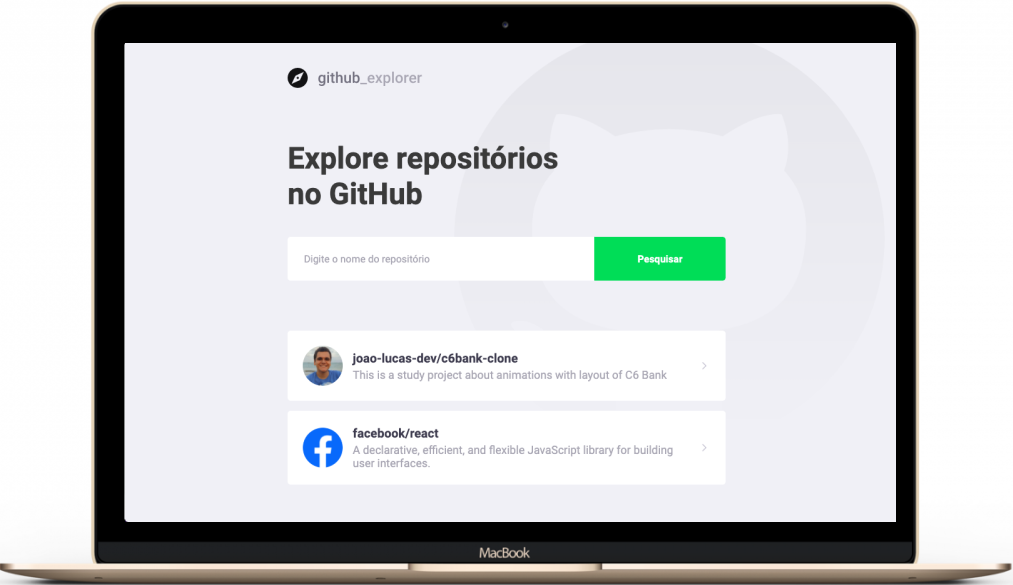 github_explorer
Explore repositórios
no GitHub
Digite o nome do repositório
Pesquisar
joao-lucas-dev/c6bank-clone
This is a study project about animations with layout of C6 Bank
facebook/react
A declarative, efficient, and flexible JavaScript library for building
user interfaces.
MacBook